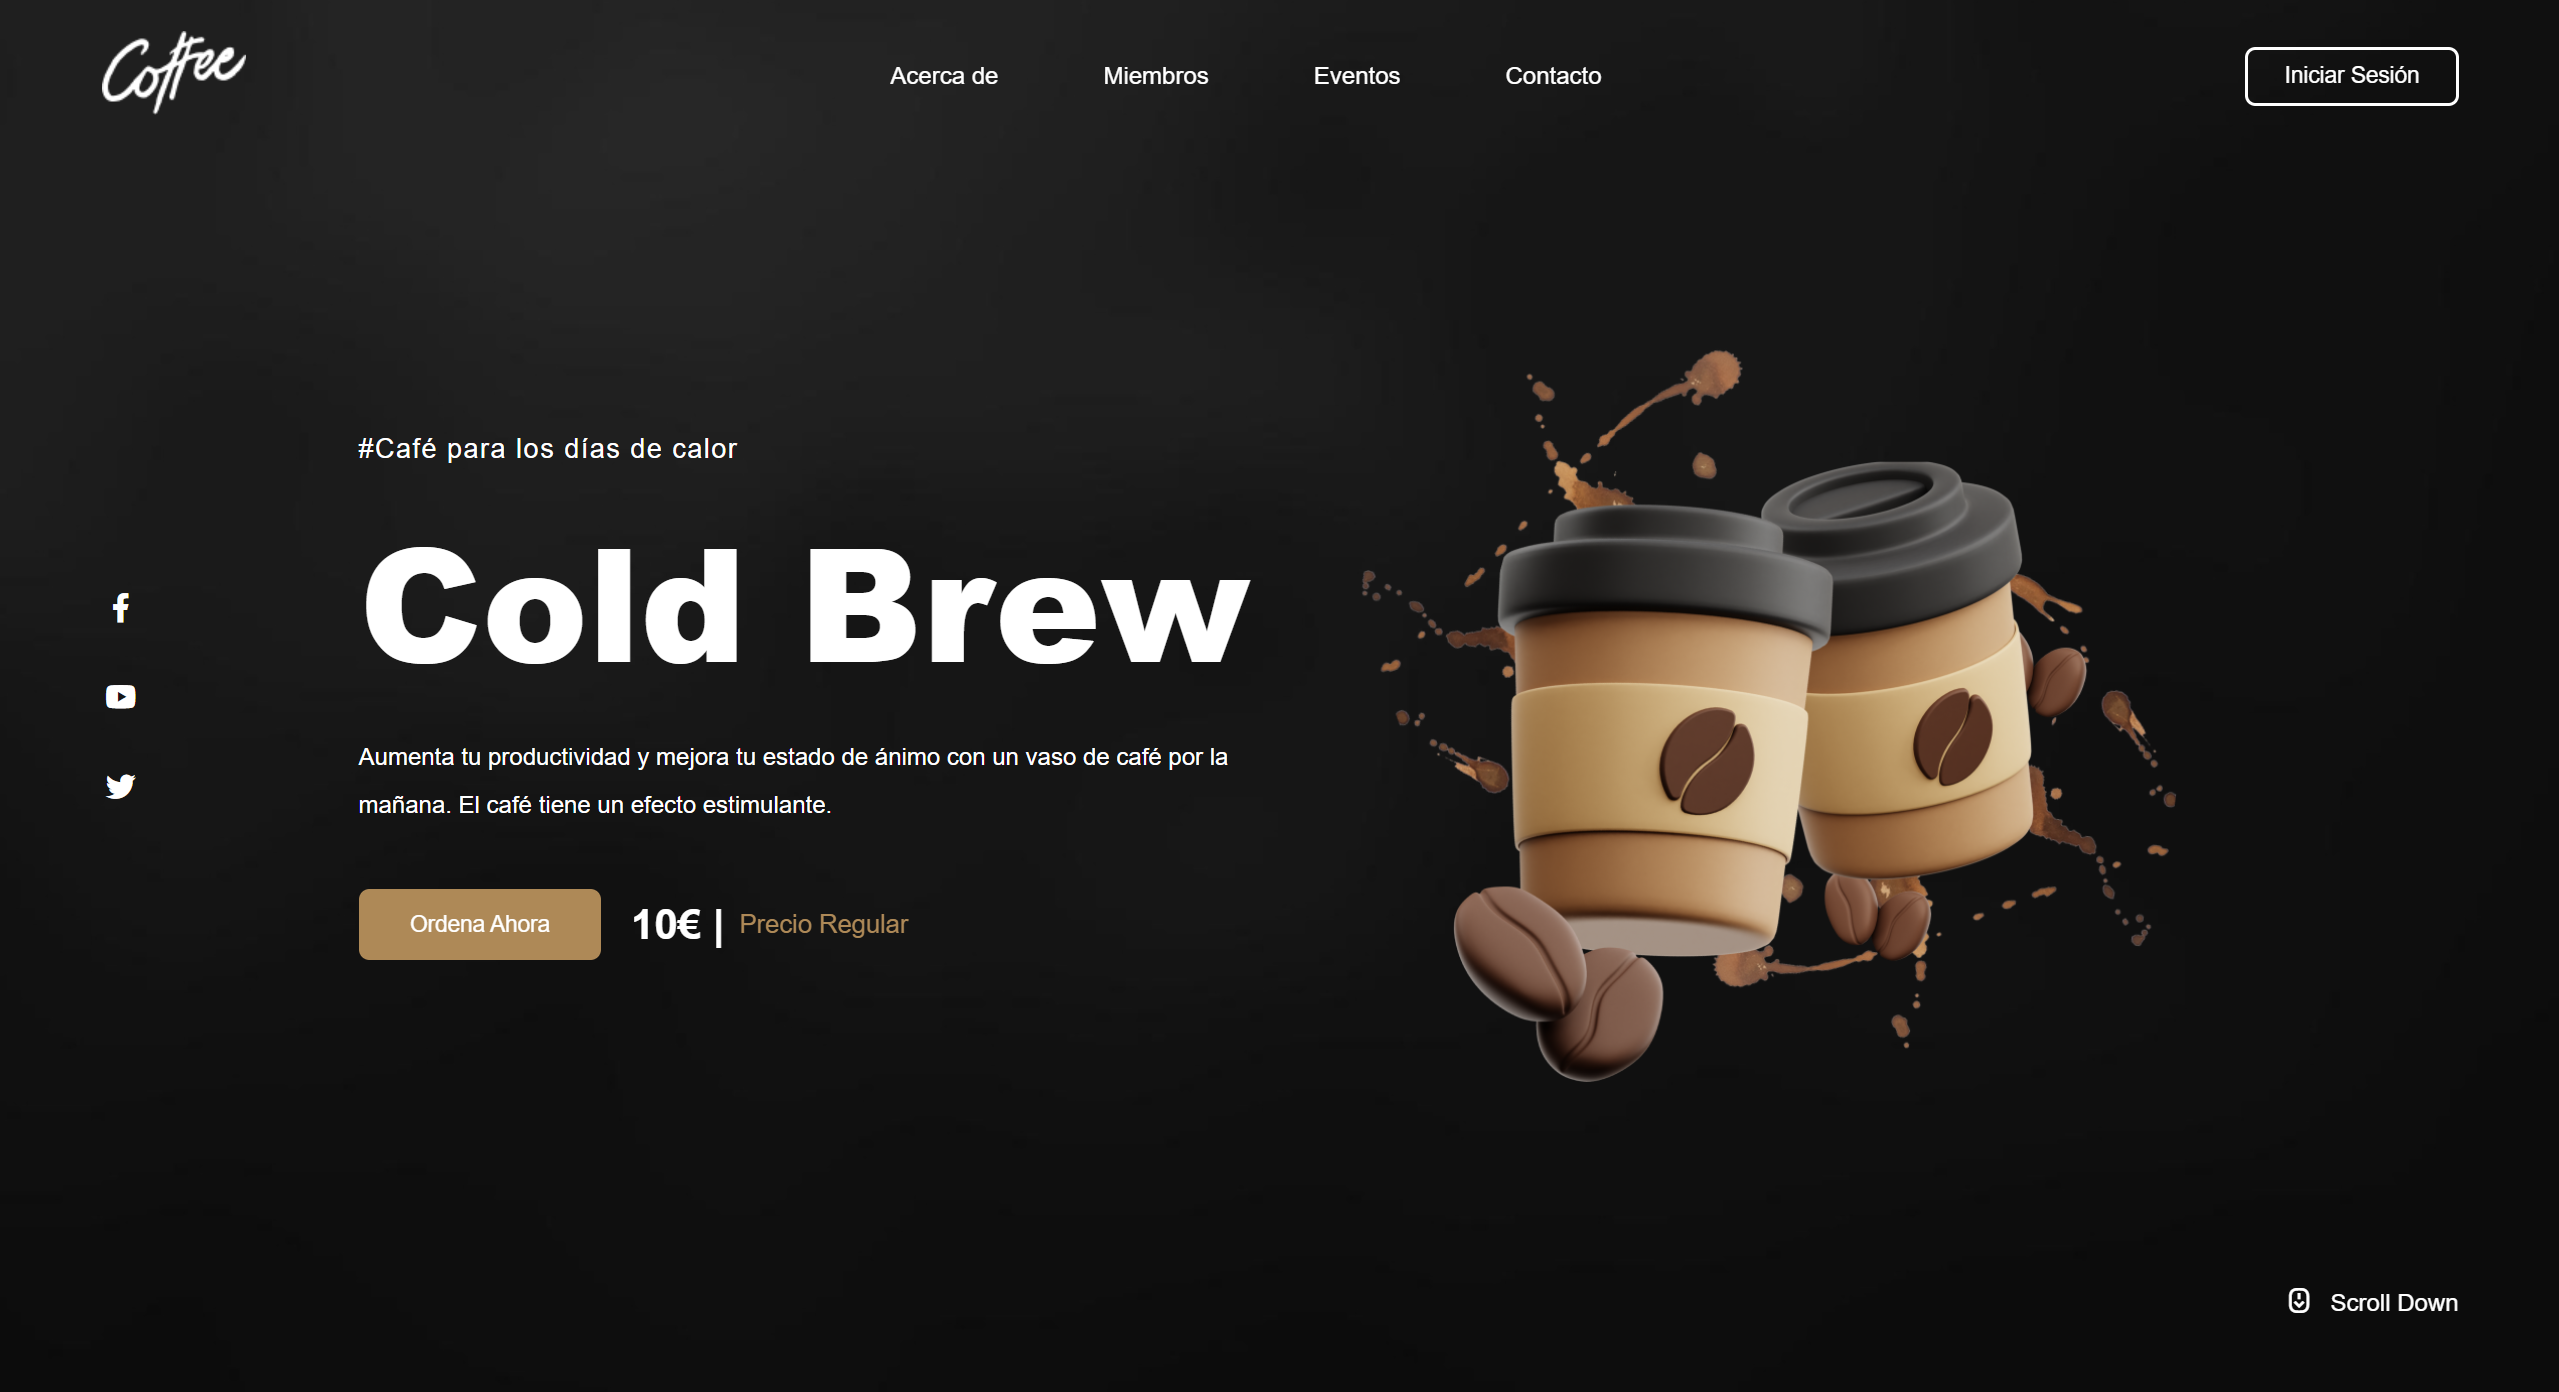 Coffee
Acerca de
Miembros
Eventos
Contacto
Iniciar Sesión
#Café para los días de calor
Cold Brew
Aumenta tu productividad y mejora tu estado de ánimo con un vaso de café por la
mañana. El café tiene un efecto estimulante.
Ordena Ahora
10€ | Precio Regular
Scroll Down